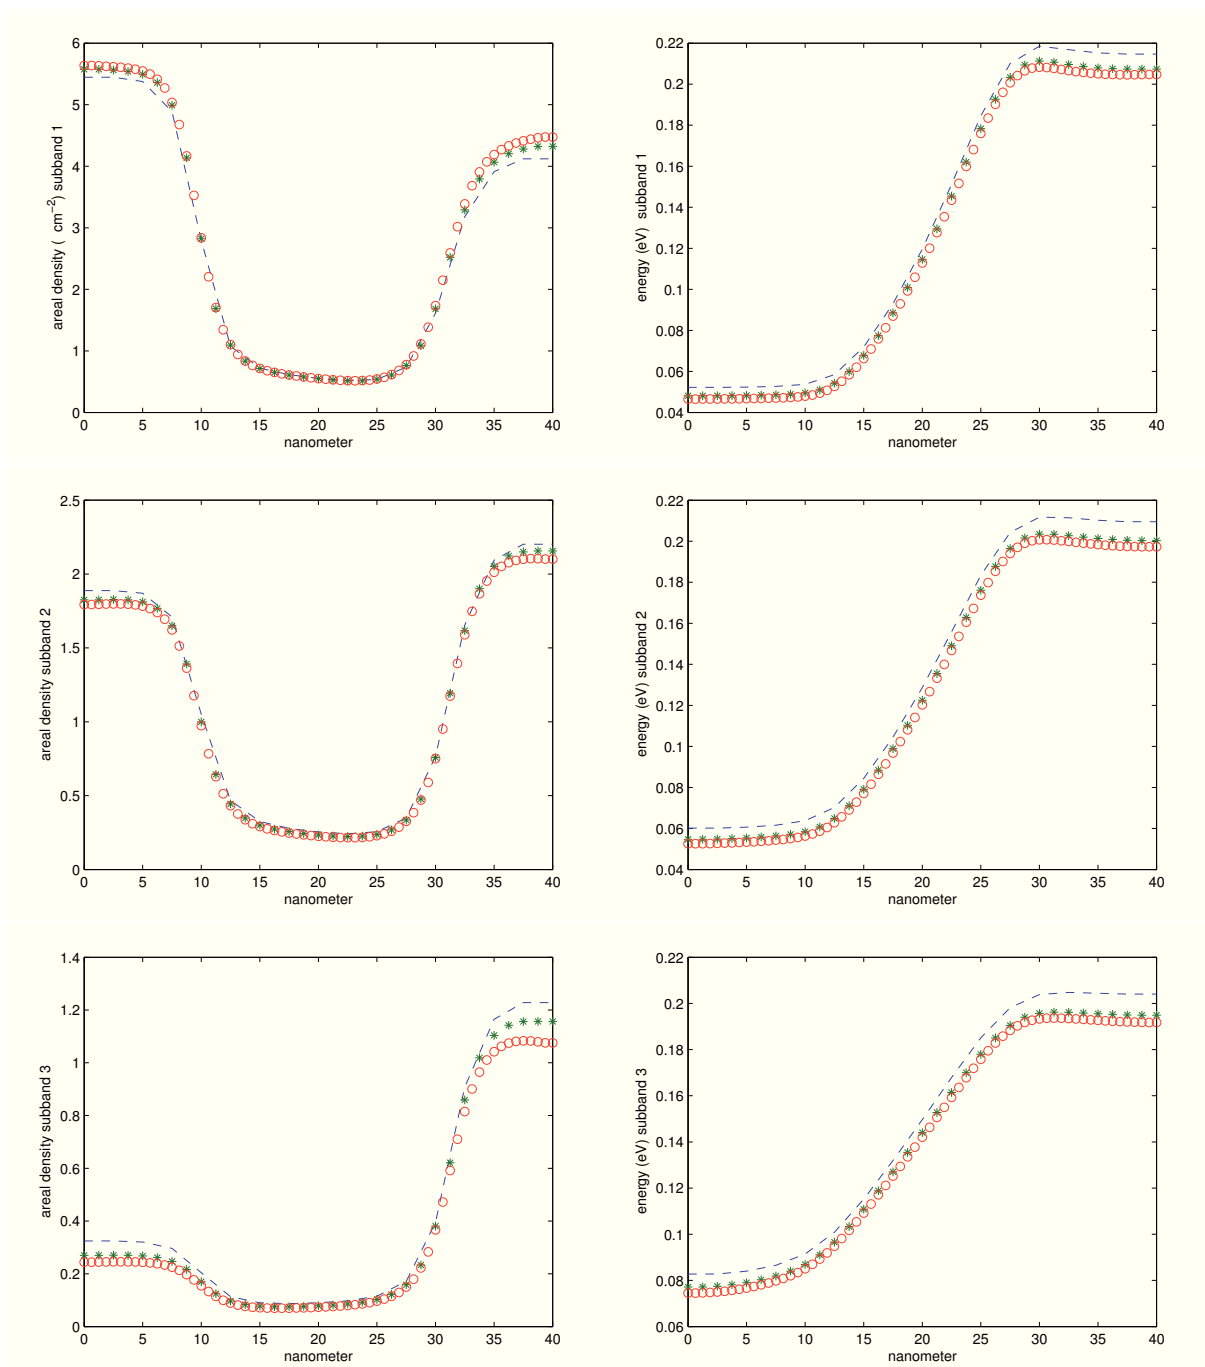 6
5
4
3
2
1
0
0 5 10 15 20 25 30 35 40
nanometer
areal density ( cm−2) subband 1
0.22
0.2
0.18
0.16
0.14
0.12
0.1
0.08
0.06
0.04
0 5 10 15 20 25 30 35 40
nanometer
energy (eV) subband 1
2.5
2
1.5
1
0.5
0
0 5 10 15 20 25 30 35 40
nanometer
areal density subband 2
0.22
0.2
0.18
0.16
0.14
0.12
0.1
0.08
0.06
0.04
0 5 10 15 20 25 30 35 40
nanometer
energy (eV) subband 2
1.4
1.2
1
0.8
0.6
0.4
0.2
0
0 5 10 15 20 25 30 35 40
nanometer
areal density subband 3
0.22
0.2
0.18
0.16
0.14
0.12
0.1
0.08
0.06
0 5 10 15 20 25 30 35 40
nanometer
energy (eV) subband 3